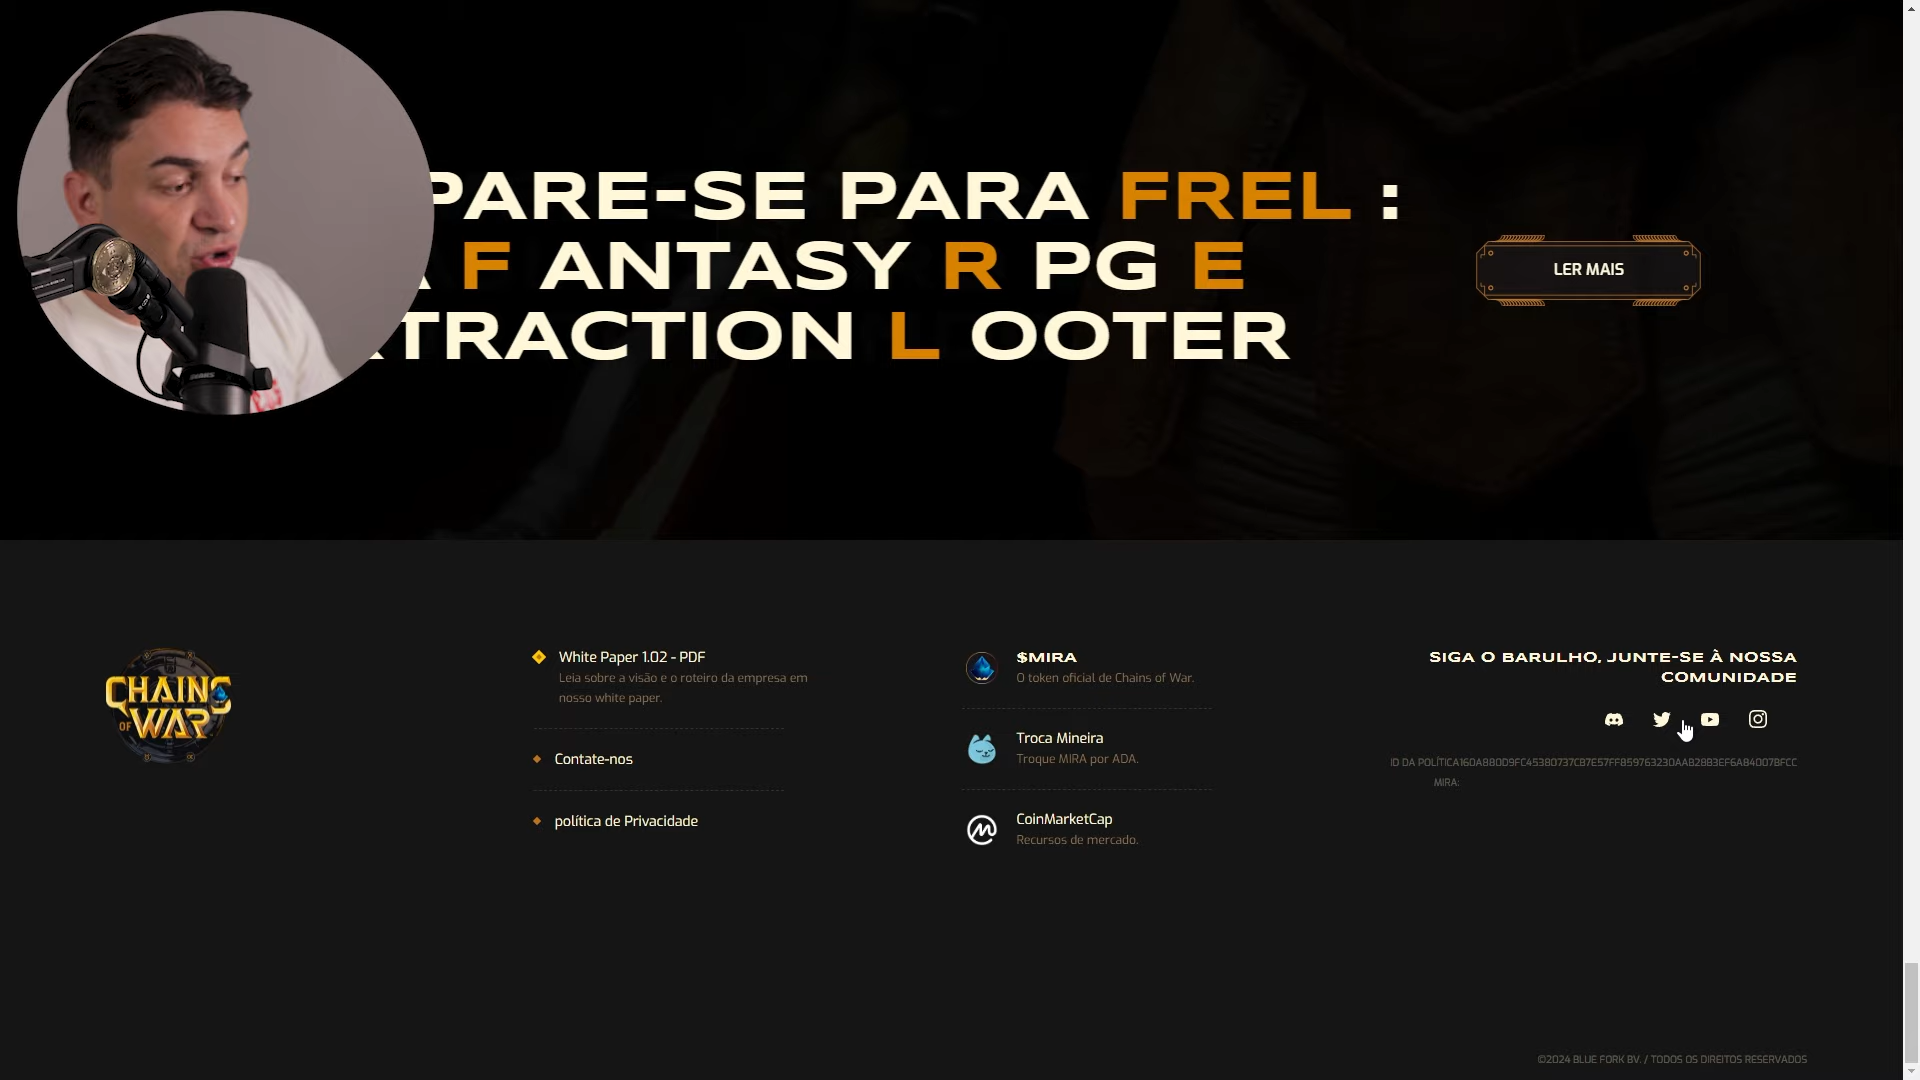 PARE-SE PARA FREL :
F ANTASY R PG E
TRACTION L OOTER
LER MAIS
CHAINS
OF WAR
White Paper 1.02 - PDF
Leia sobre a visão e o roteiro da empresa em
nosso white paper.
Contate-nos
política de Privacidade
$MIRA
O token oficial de Chains of War.
Troca Mineira
Troque MIRA por ADA.
CoinMarketCap
Recursos de mercado.
SIGA O BARULHO, JUNTE-SE À NOSSA
COMUNIDADE
ID DA POLÍTICA
MIRA:
©2024 BLUE FORK BV. / TODOS OS DIREITOS RESERVADOS